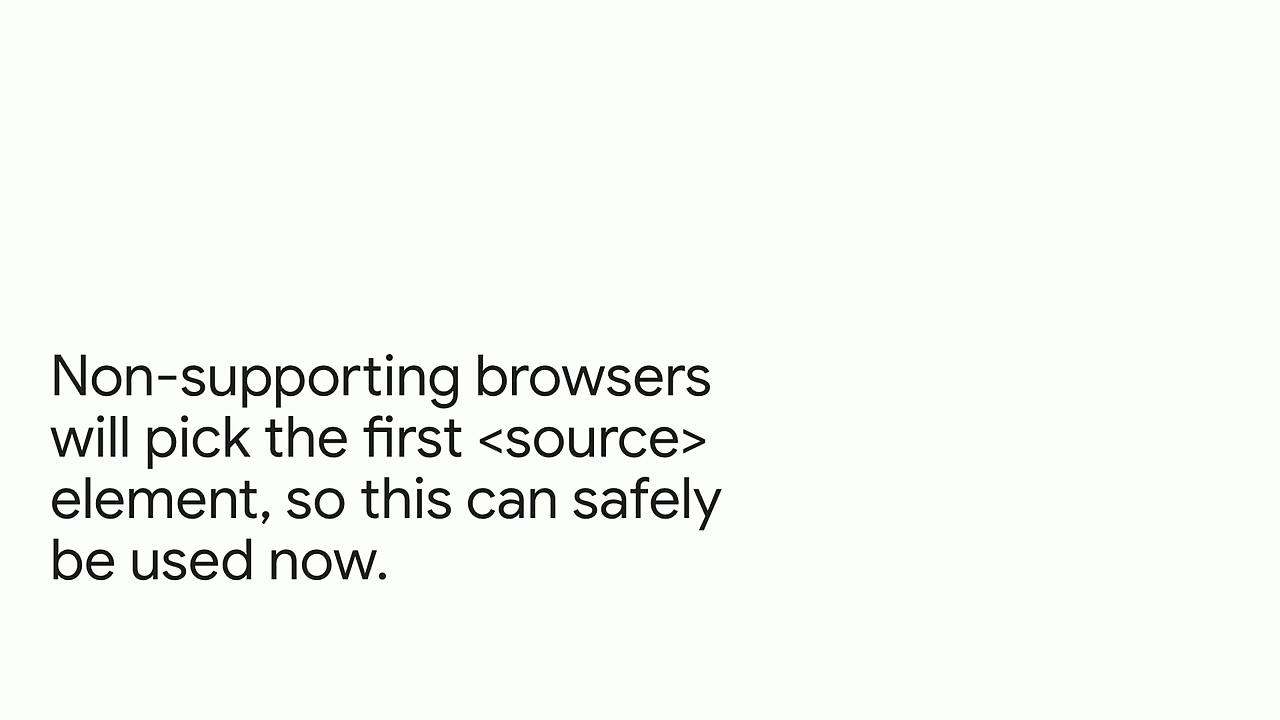 Non-supporting browsers
will pick the first <source>
element, so this can safely
be used now.